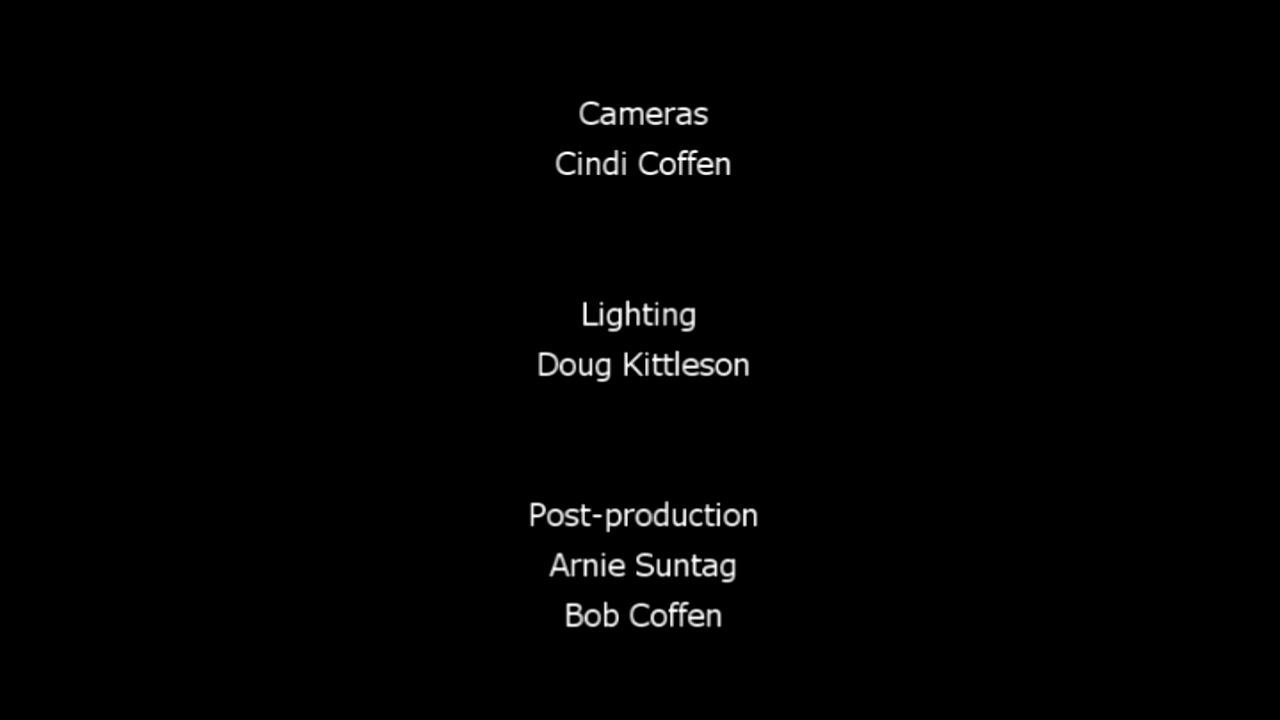 Cameras
Cindi Coffen
Lighting
Doug Kittleson
Post-production
Arnie Suntag
Bob Coffen